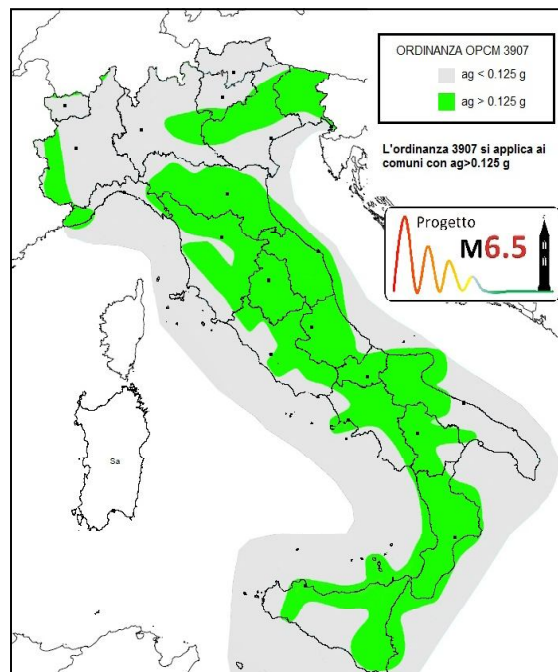 ORDINANZA OPCM 3907
ag < 0.125 g
ag > 0.125 g
L'ordinanza 3907 si applica ai
comuni con ag>0.125 g
Progetto
M6.5
Sa